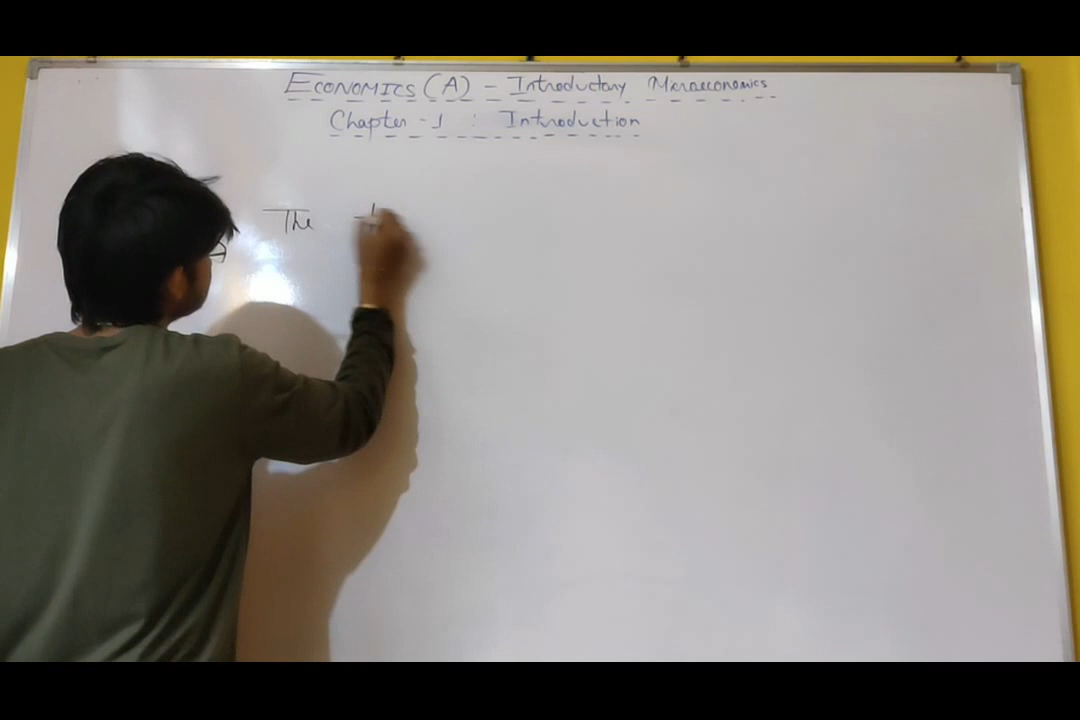 ECONOMICS (A) - Introductory Microeconomics
Chapter - 1 : Introduction
The